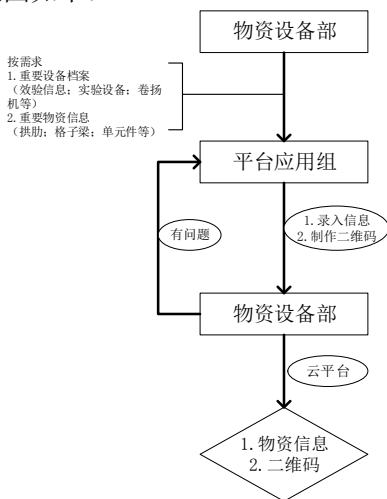 物资设备部
按需求
1.重要设备档案
（效验信息；实验设备；卷扬
机等）
2.重要物资信息
（拱肋；格子梁；单元件等）
平台应用组
有问题
1.录入信息
2.制作二维码
物资设备部
云平台
1.物资信息
2.二维码